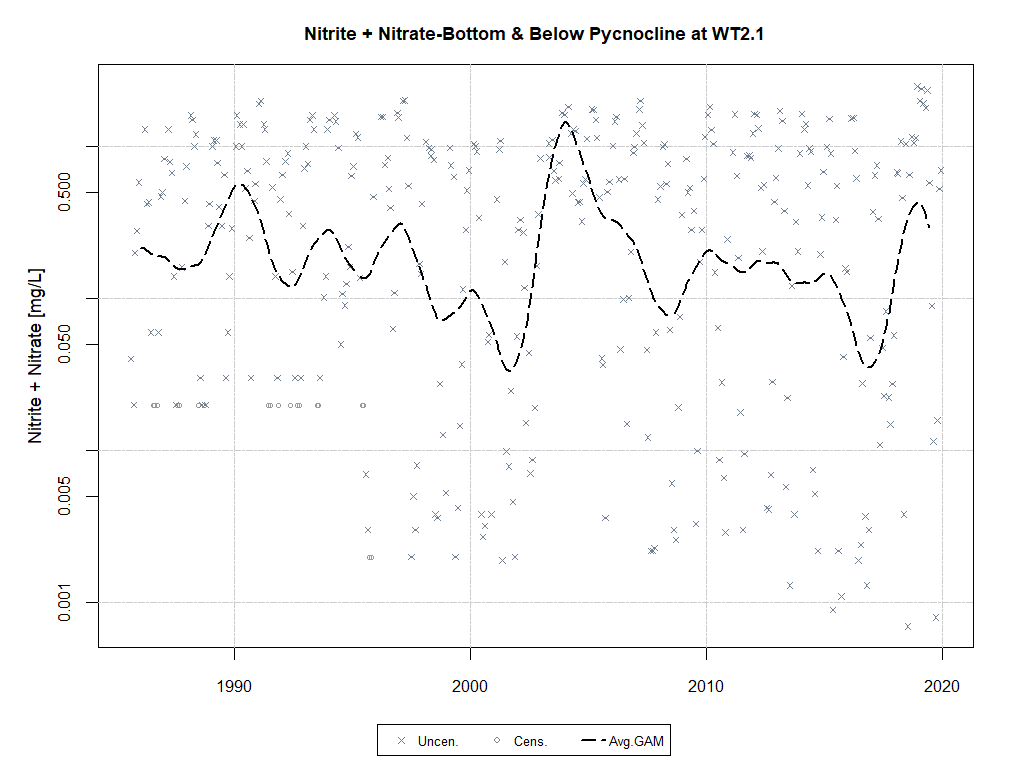 Nitrite + Nitrate-Bottom & Below Pycnocline at WT2.1
Nitrite + Nitrate [mg/L]
0.500
0.050
0.005
0.001
1990
2000
2010
2020
Uncen.
Cens.
Avg.GAM